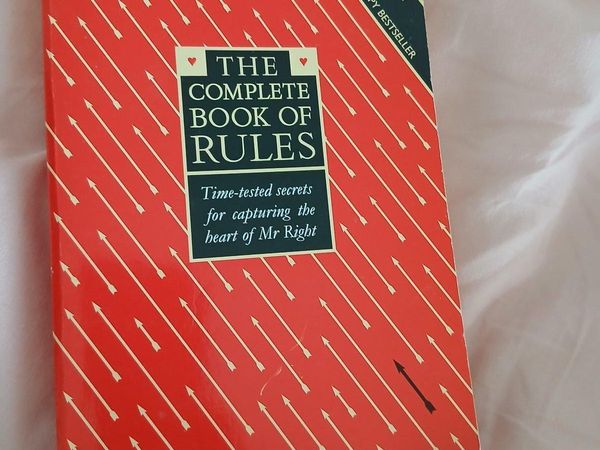 BESTSELLER
THE
COMPLETE
BOOK OF
RULES
Time-tested secrets
for capturing the
heart of Mr Right